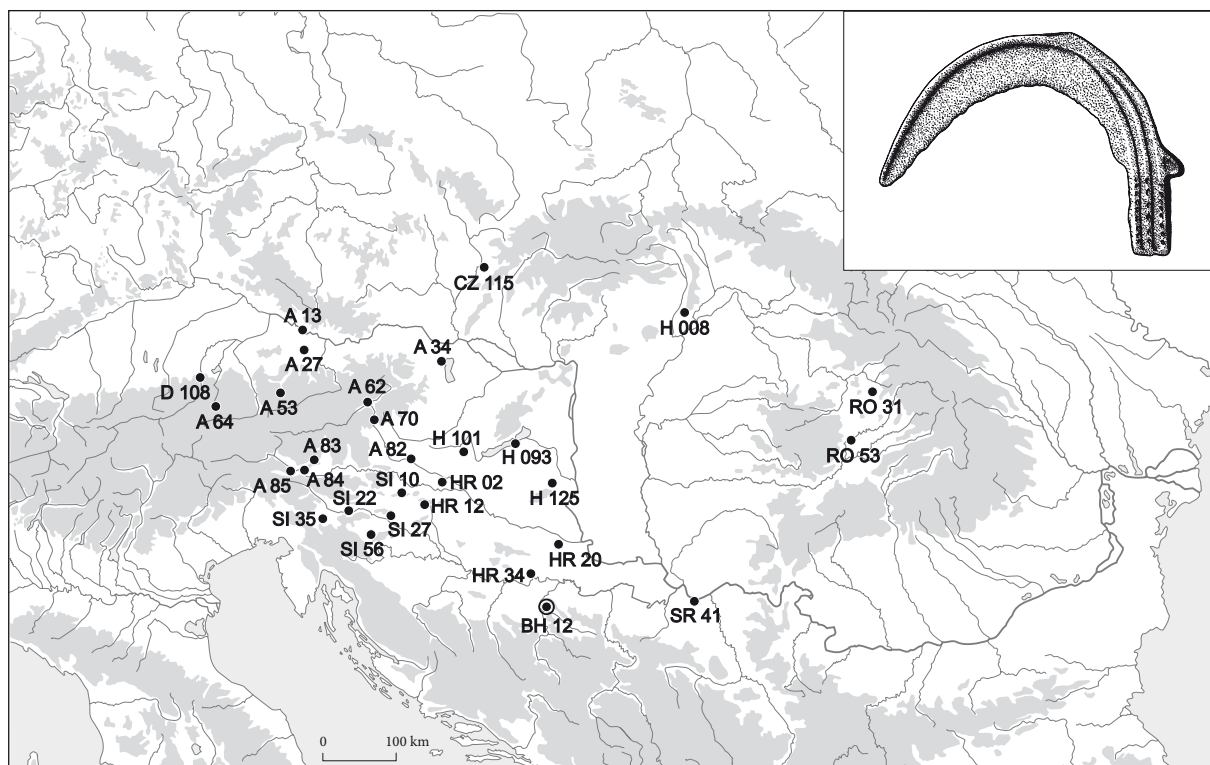 CZ 115
A 13
H 008
A 27
A 34
D 108
A 62
A 53
RO 31
A 64
A 70
H 101
A 83
A 82
H 093
RO 53
A 85
A 84
SI 10
HR 02
H 125
SI 22
HR 12
SI 35
SI 27
SI 56
HR 20
HR 34
BH 12
SR 41
0
100 km